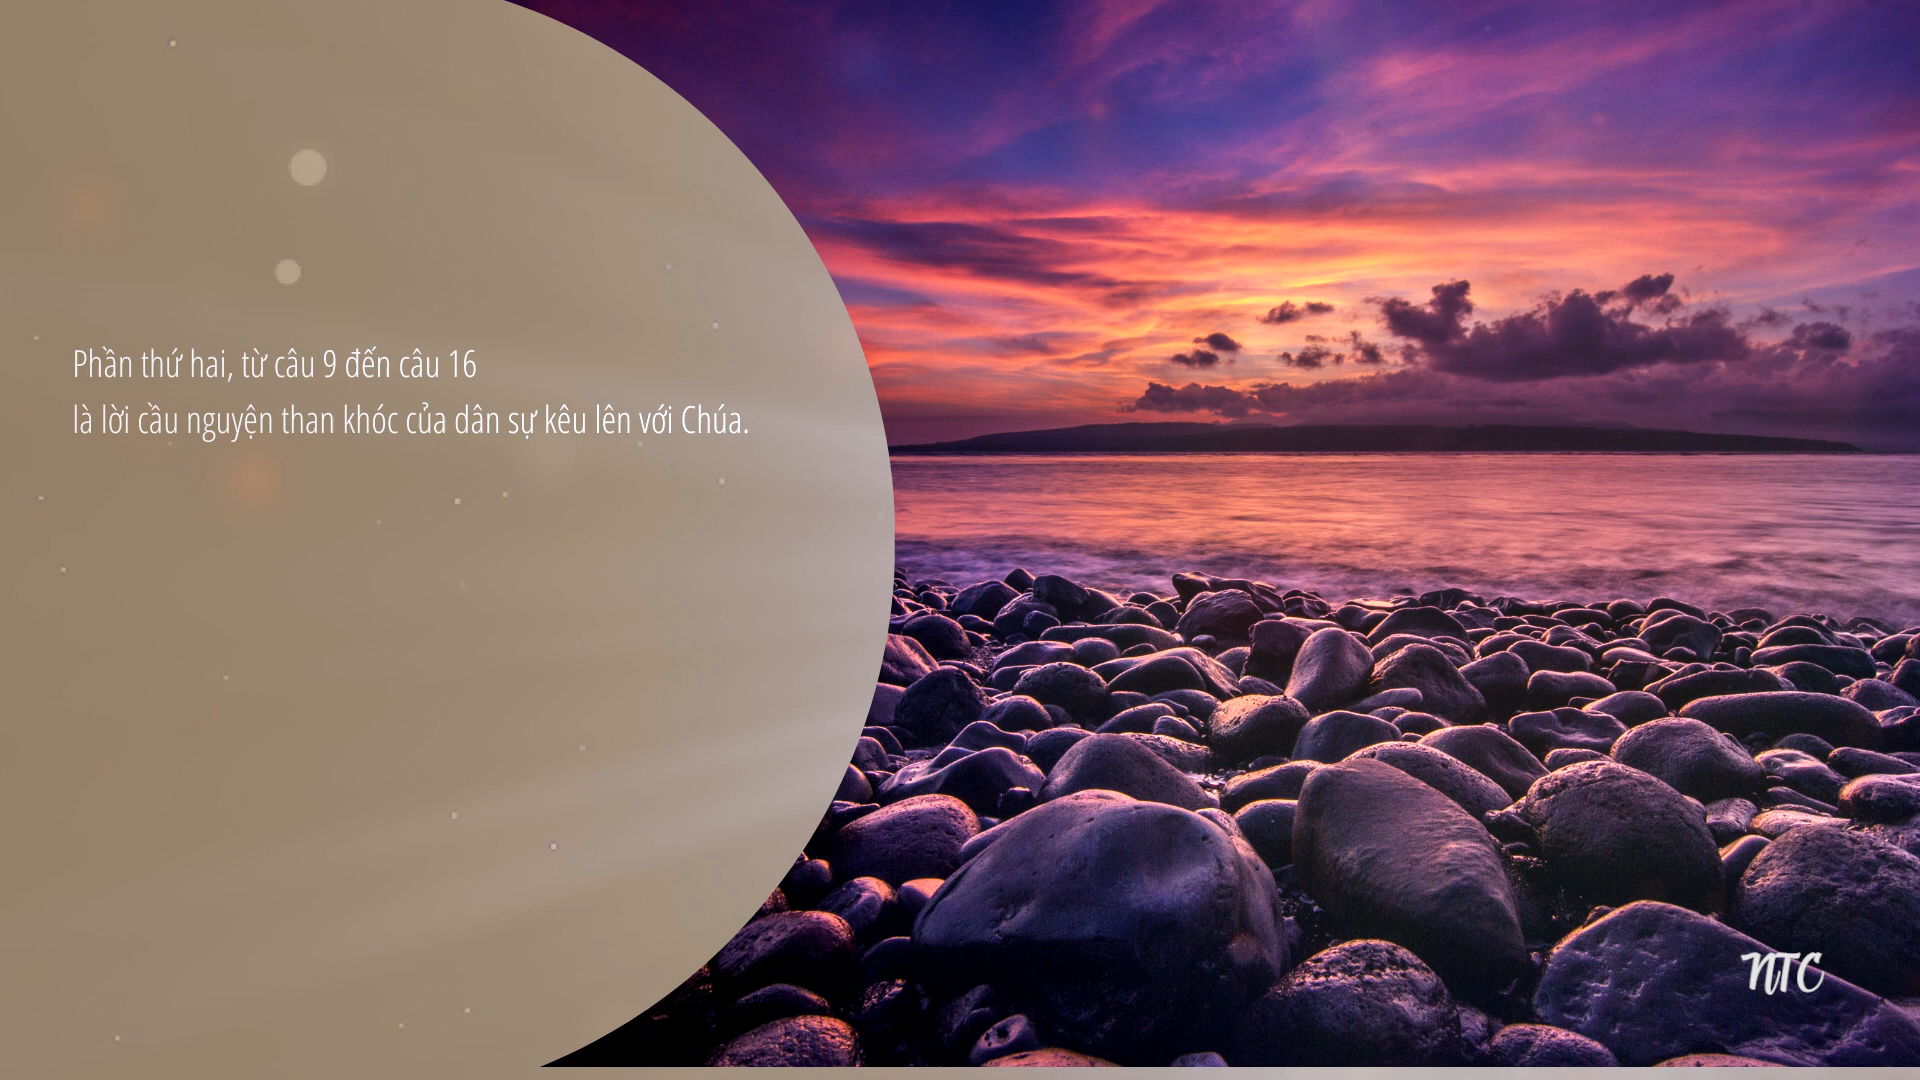 Phần thứ hai, từ câu 9 đến câu 16
là lời cầu nguyện than khóc của dân sự kêu lên với Chúa.
NTC